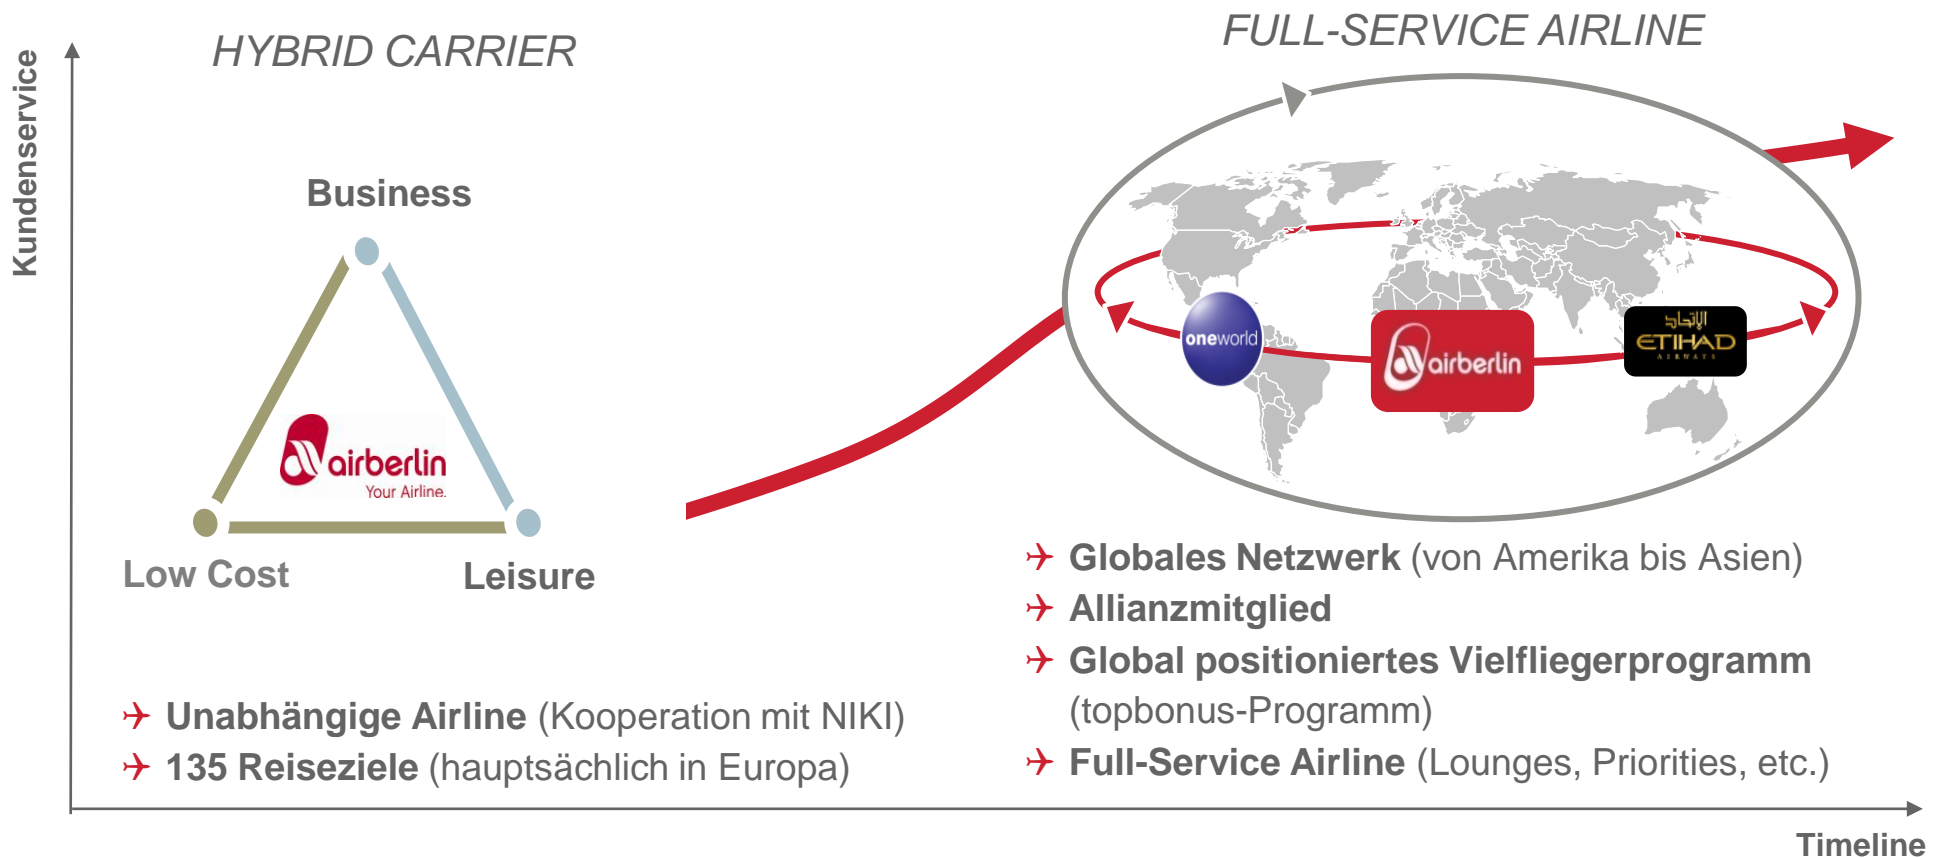 HYBRID CARRIER
FULL-SERVICE AIRLINE
Kundenservice
Business
airberlin
Your Airline.
Low Cost
Leisure
oneworld
airberlin
الإتحاد
ETIHAD
AIRWAYS
Unabhängige Airline (Kooperation mit NIKI)
135 Reiseziele (hauptsächlich in Europa)
Globales Netzwerk (von Amerika bis Asien)
Allianzmitglied
Global positioniertes Vielfliegerprogramm
(topbonus-Programm)
Full-Service Airline (Lounges, Priorities, etc.)
Timeline